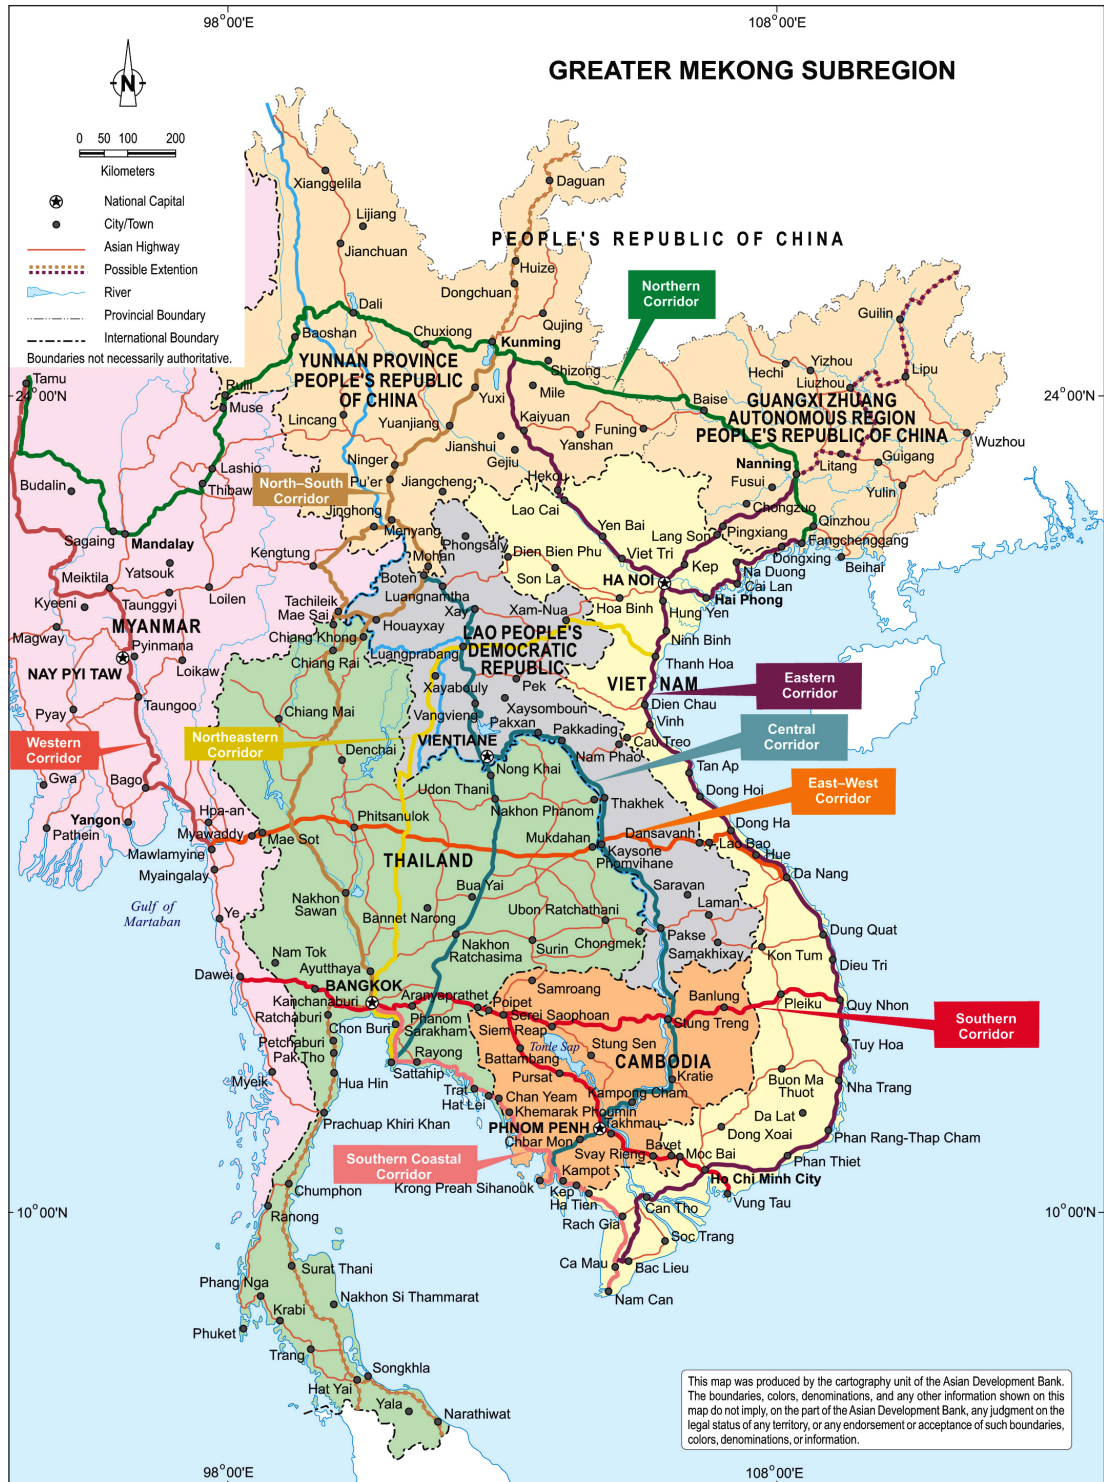 98°00'E
108°00'E
GREATER MEKONG SUBREGION
N
0 50 100 200
Kilometers
National Capital
City/Town
Asian Highway
Possible Extention
River
Provincial Boundary
International Boundary
Boundaries not necessarily authoritative.
PEOPLE'S REPUBLIC OF CHINA
Xianggelila
Daguan
Lijiang
Jianchuan
Huize
Dongchuan
Northern
Corridor
Guilin
Dali
Baoshan
Chuxiong
Qujing
Kunming
YUNNAN PROVINCE
PEOPLE'S REPUBLIC
OF CHINA
Shizong
Mile
Yuxi
Hechi
Yizhou
Liuzhou
Lipu
Tamu
24°00'N
24°00'N
Ruili
Muse
Lincang
Yuanjiang
Kaiyuan
Yanshan
Funing
Baise
GUANGXI ZHUANG
AUTONOMOUS REGION
PEOPLE'S REPUBLIC OF CHINA
Wuzhou
Jianshui
Gejiu
Nanning
Litang
Guigang
Lashio
Thibaw
Ninger
Pu'er
North–South
Corridor
Jiangcheng
Hekou
Lao Cai
Fusui
Yulin
Budalin
Jinghong
Menyang
Chongzuo
Qinzhou
Sagaing
Mandalay
Phongsaly
Yen Bai
Lang Son
Pingxiang
Fangchenggang
Kengtung
Mohan
Dien Bien Phu
Viet Tri
Dongxing
Beihai
Meiktila
Yatsouk
Boten
Son La
HA NOI
Kep
Na Duong
Cai Lan
Kyeeni
Taunggyi
Loilen
Luangnamtha
Tachileik
Mae Sai
Xay
Xam-Nua
Hoa Binh
Hai Phong
Hung Yen
Magway
MYANMAR
Houayxay
Chiang Khong
LAO PEOPLE'S
DEMOCRATIC
REPUBLIC
Ninh Binh
Pyinmana
NAY PYI TAW
Loikaw
Chiang Rai
Luangprabang
Thanh Hoa
Pek
VIET NAM
Eastern
Corridor
Pyay
Taungoo
Chiang Mai
Xayabouly
Xaysomboun
Dien Chau
Vangvieng
Pakxan
Pakkading
Vinh
Western
Corridor
Northeastern
Corridor
VIENTIANE
Central
Corridor
Denchai
Cau Treo
Nam Phao
Gwa
Bago
Nong Khai
Tan Ap
East–West
Corridor
Udon Thani
Nakhon Phanom
Thakhek
Dong Hoi
Yangon
Pathein
Hpa-an
Myawaddy
Mae Sot
Phitsanulok
Mukdahan
Dansavanh
Dong Ha
Lao Bao
Hue
Mawlamyine
Myaingalay
THAILAND
Kaysone
Phomvihane
Da Nang
Gulf of
Martaban
Ye
Nakhon
Sawan
Bua Yai
Bannet Narong
Saravan
Laman
Ubon Ratchathani
Dung Quat
Chongmek
Pakse
Samakhixay
Surin
Nakhon
Ratchasima
Kon Tum
Dieu Tri
Nam Tok
Ayutthaya
Dawei
BANGKOK
Kanchanaburi
Ratchaburi
Aranyaprathet
Poipet
Samroang
Banlung
Pleiku
Quy Nhon
Phanom
Sarakham
Chon Buri
Serei Saophoan
Siem Reap
Stung Treng
Southern
Corridor
Petchaburi
Pak Tho
Stung Sen
Tonle Sap
Tuy Hoa
Rayong
Sattahip
Battambang
CAMBODIA
Pursat
Kratie
Buon Ma
Thuot
Nha Trang
Myeik
Hua Hin
Trat
Hat Lei
Chan Yeam
Kampong Cham
Khemarak Phoumin
Da Lat
Prachuap Khiri Khan
PHNOM PENH
Takhmau
Dong Xoai
Phan Rang-Thap Cham
Chbar Mon
Southern Coastal
Corridor
Svay Rieng
Bavet
Moc Bai
Phan Thiet
Kampot
Ho Chi Minh City
Krong Preah Sihanouk
Kep
Ha Tien
Vung Tau
Chumphon
Ranong
10°00'N
10°00'N
Can Tho
Rach Gia
Soc Trang
Surat Thani
Ca Mau
Bac Lieu
Phang Nga
Nakhon Si Thammarat
Nam Can
Krabi
Phuket
Trang
Songkhla
Hat Yai
Yala
Narathiwat
This map was produced by the cartography unit of the Asian Development Bank.
The boundaries, colors, denominations, and any other information shown on this
map do not imply, on the part of the Asian Development Bank, any judgment on the
legal status of any territory, or any endorsement or acceptance of such boundaries,
colors, denominations, or information.
98°00'E
108°00'E